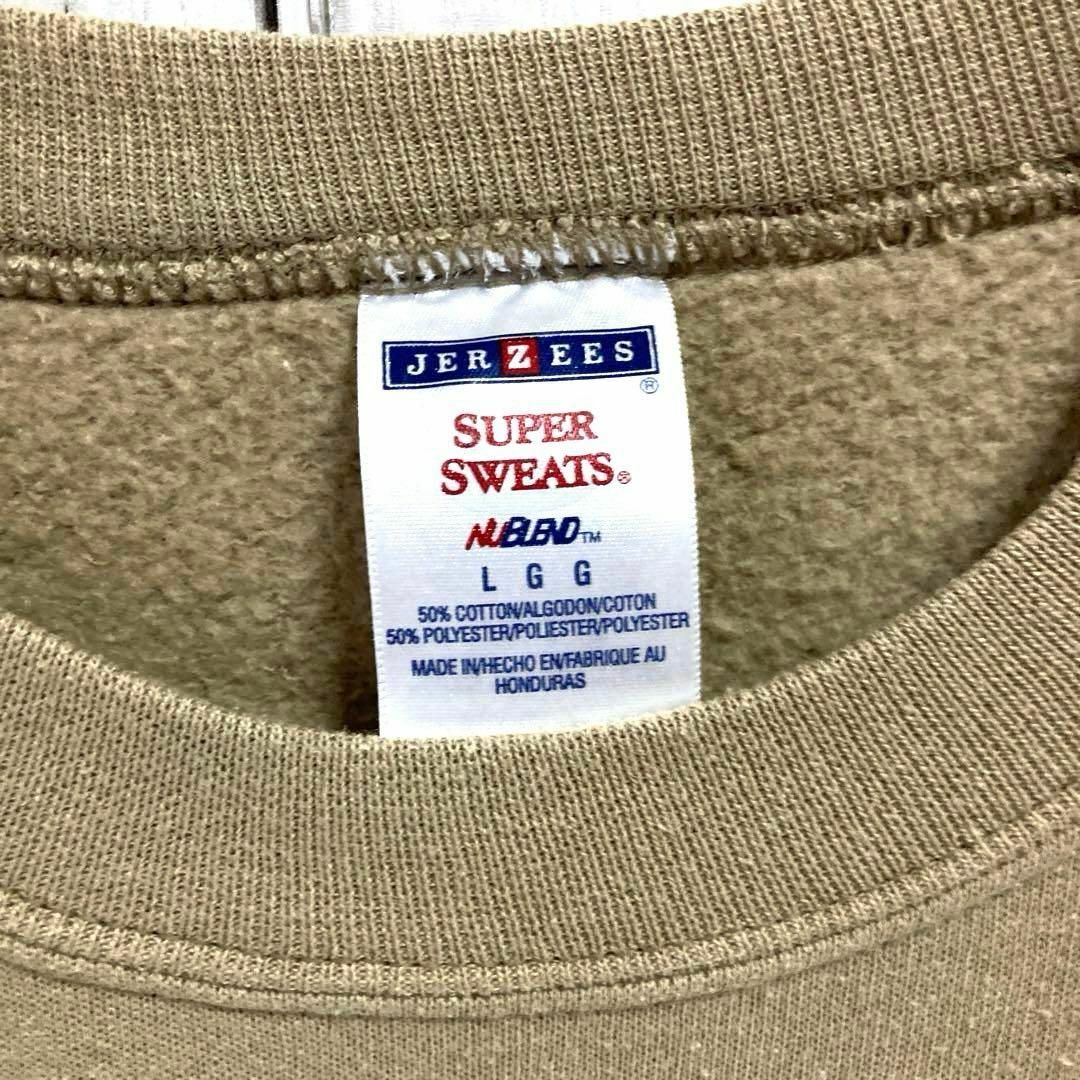 JERZEES®
SUPER
SWEATS®
NUBLEND™
L G G
50% COTTON/ALGODON/COTON
50% POLYESTER/POLIESTER/POLYESTER
MADE IN/HECHO EN/FABRIQUE AU
HONDURAS